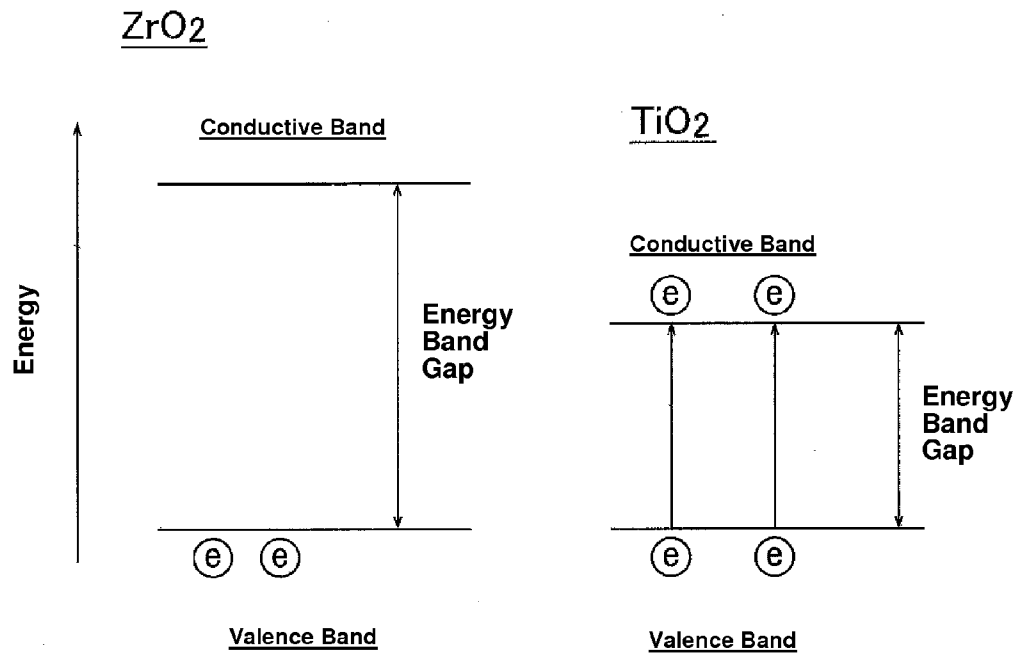 ZrO2
Conductive Band
Energy
Energy
Band
Gap
e e
Valence Band
TiO2
Conductive Band
e e
Energy
Band
Gap
e e
Valence Band